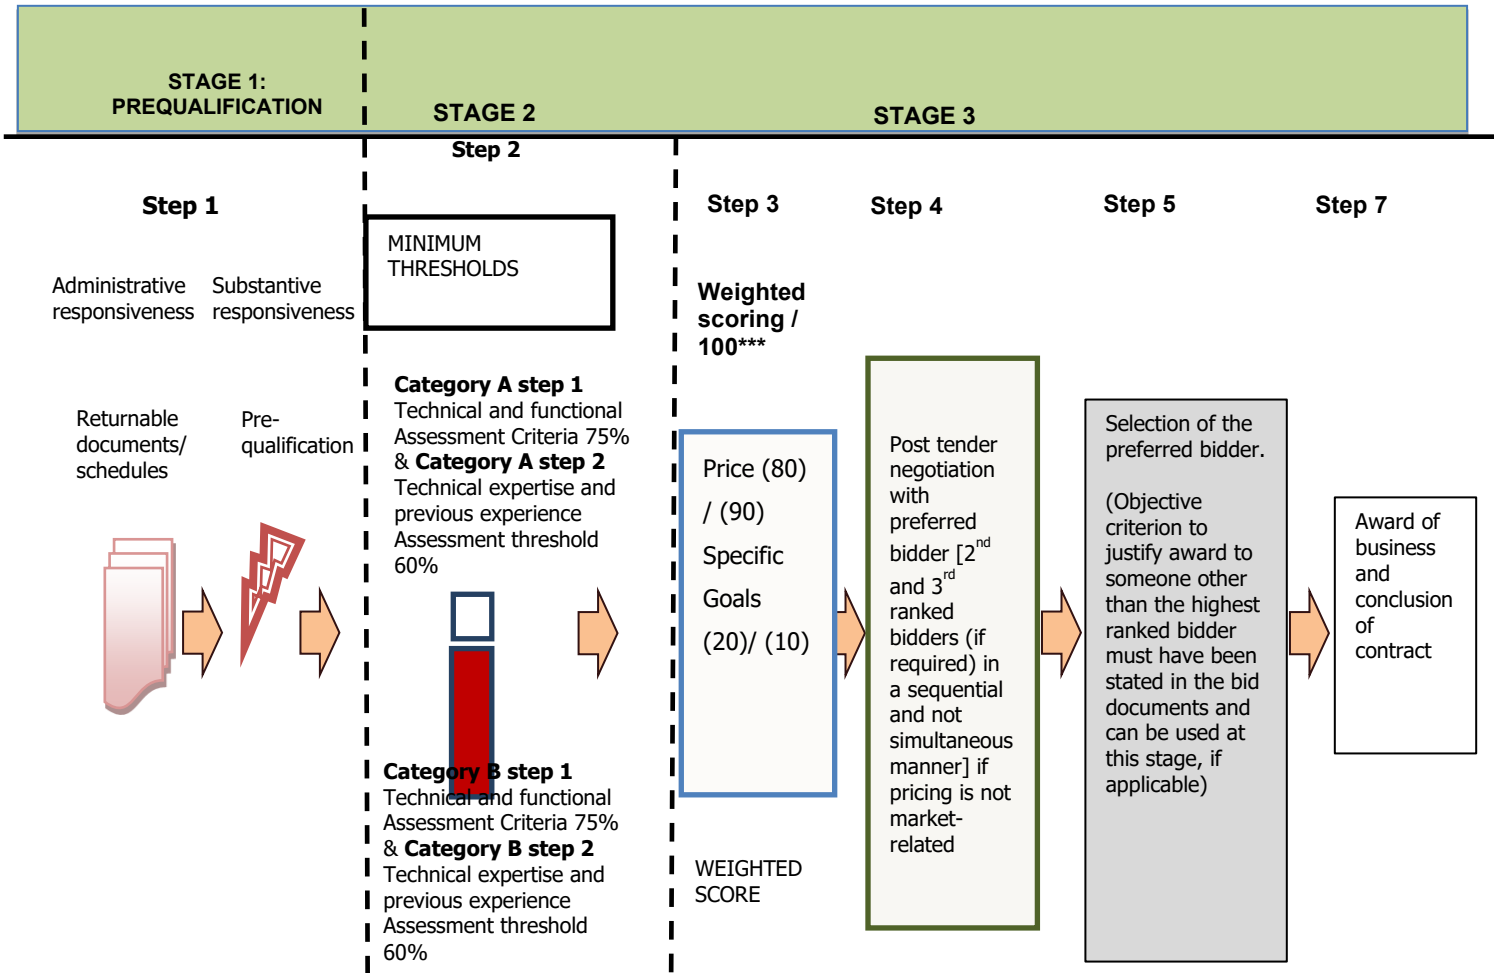 STAGE 1:
PREQUALIFICATION
STAGE 2
STAGE 3
Step 1
Administrative
responsiveness
Substantive
responsiveness
Returnable
documents/
schedules
Pre-
qualification
Step 2
MINIMUM
THRESHOLDS
Category A step 1
Technical and functional
Assessment Criteria 75%
& Category A step 2
Technical expertise and
previous experience
Assessment threshold
60%
Category B step 1
Technical and functional
Assessment Criteria 75%
& Category B step 2
Technical expertise and
previous experience
Assessment threshold
60%
Step 3
Weighted
scoring /
100***
Price (80)
/ (90)
Specific
Goals
(20)/ (10)
WEIGHTED
SCORE
Step 4
Post tender
negotiation
with
preferred
bidder [2nd
and 3rd
ranked
bidders (if
required) in
a sequential
and not
simultaneous
manner] if
pricing is not
market-
related
Step 5
Selection of the
preferred bidder.
(Objective
criterion to
justify award to
someone other
than the highest
ranked bidder
must have been
stated in the bid
documents and
can be used at
this stage, if
applicable)
Step 7
Award of
business
and
conclusion
of
contract